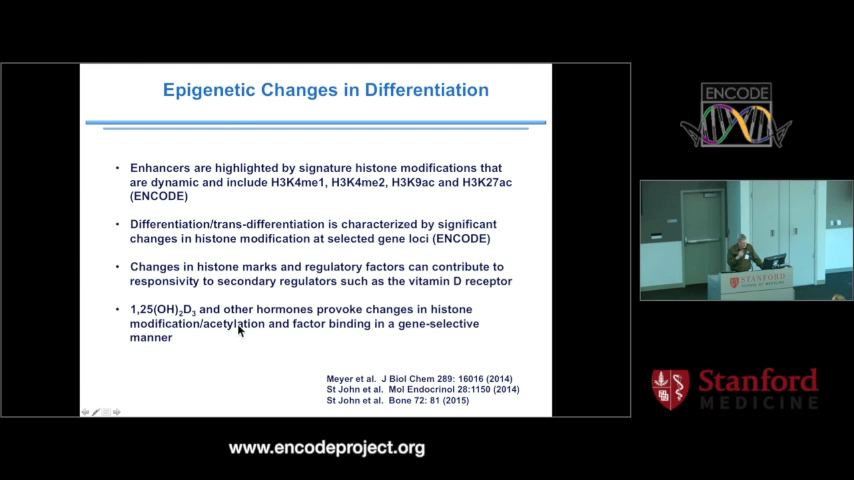 Epigenetic Changes in Differentiation
• Enhancers are highlighted by signature histone modifications that
are dynamic and include H3K4me1, H3K4me2, H3K9ac and H3K27ac
(ENCODE)
• Differentiation/trans-differentiation is characterized by significant
changes in histone modification at selected gene loci (ENCODE)
• Changes in histone marks and regulatory factors can contribute to
responsivity to secondary regulators such as the vitamin D receptor
• 1,25(OH)₂D₃ and other hormones provoke changes in histone
modification/acetylation and factor binding in a gene-selective
manner
Meyer et al. J Biol Chem 289: 16016 (2014)
St John et al. Mol Endocrinol 28:1150 (2014)
St John et al. Bone 72: 81 (2015)
ENCODE
STANFORD
Stanford
MEDICINE
www.encodeproject.org